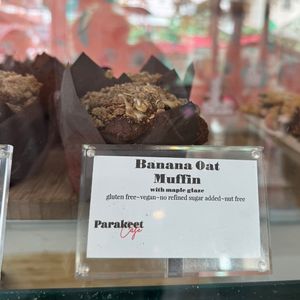 Banana Oat
Muffin
with maple glaze
gluten free~vegan~no refined sugar added~nut free
Parakeet
Cafe